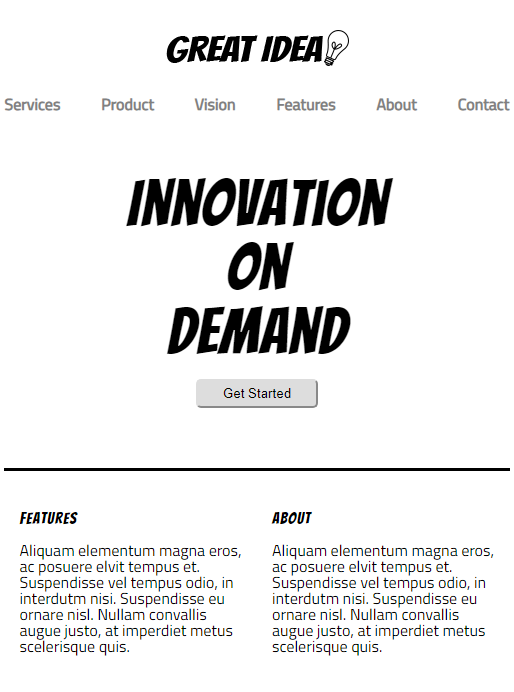 GREAT IDEA
Services Product Vision Features About Contact
INNOVATION
ON
DEMAND
Get Started
FEATURES
Aliquam elementum magna eros,
ac posuere elvit tempus et.
Suspendisse vel tempus odio, in
interdutm nisi. Suspendisse eu
ornare nisl. Nullam convallis
augue justo, at imperdiet metus
scelerisque quis.
ABOUT
Aliquam elementum magna eros,
ac posuere elvit tempus et.
Suspendisse vel tempus odio, in
interdutm nisi. Suspendisse eu
ornare nisl. Nullam convallis
augue justo, at imperdiet metus
scelerisque quis.